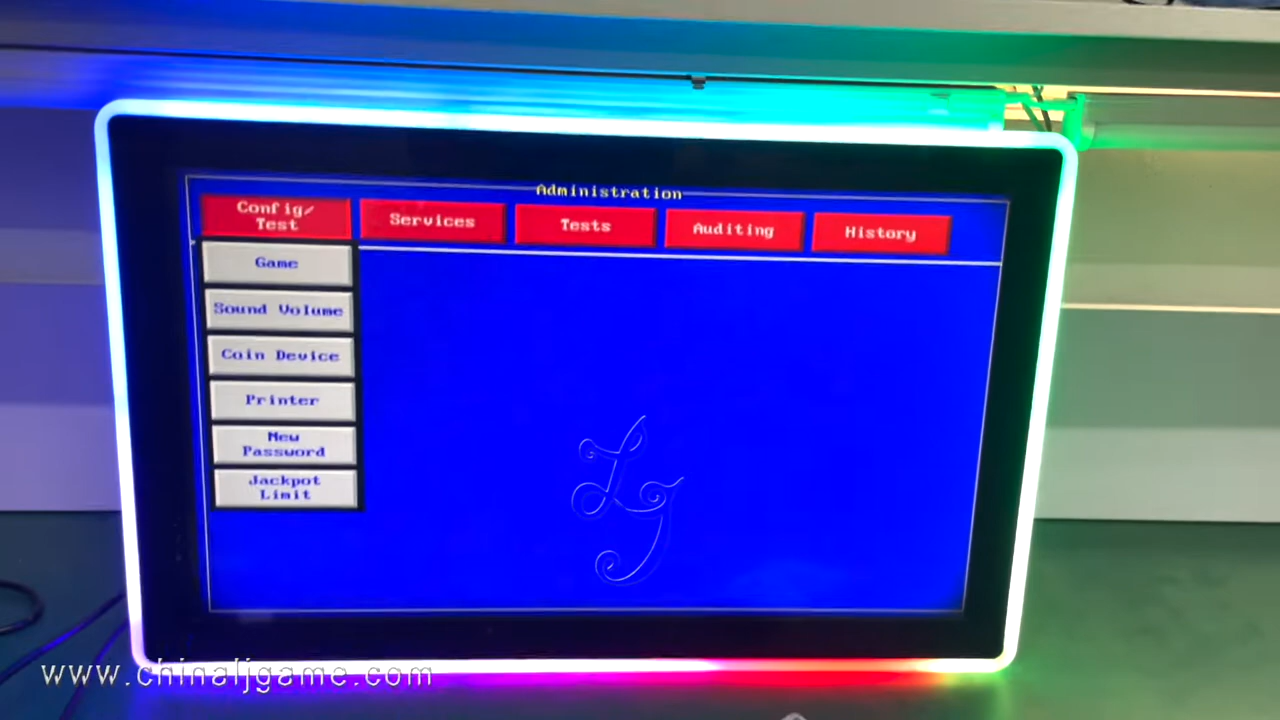 Administration
Config/
Test
Services
Tests
Auditing
History
Game
Sound Volume
Coin Device
Printer
New
Password
Jackpot
Limit
LJ
www.chinaljgame.com